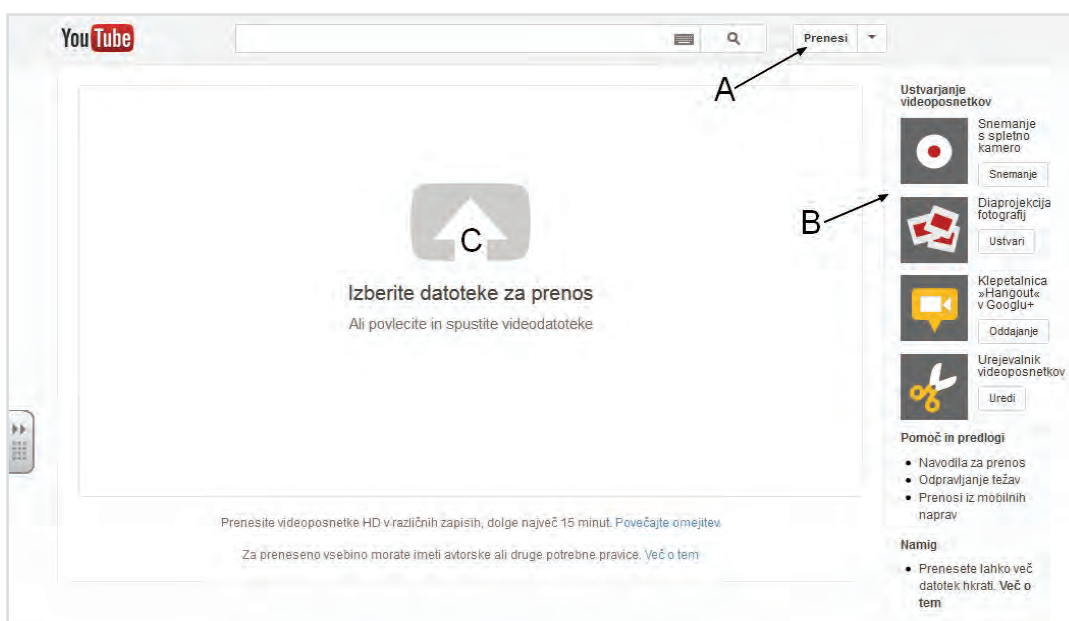 YouTube
Prenesi
A
Ustvarjanje
videoposnetkov
Snemanje
s spletno
kamero
Snemanje
B
Diaprojekcija
fotografij
Ustvari
C
Izberite datoteke za prenos
Ali povlecite in spustite videodatoteke
Klepetalnica
»Hangout«
v Googlu+
Oddajanje
Urejevalnik
videoposnetkov
Uredi
Pomoč in predlogi
Navodila za prenos
Odpravljanje težav
Prenosi iz mobilnih
naprav
Prenesite videoposnetke HD v različnih zapisih, dolge največ 15 minut. Povečajte omejitev.
Za preneseno vsebino morate imeti avtorske ali druge potrebne pravice. Več o tem
Namig
Prenesete lahko več
datotek hkrati. Več o
tem